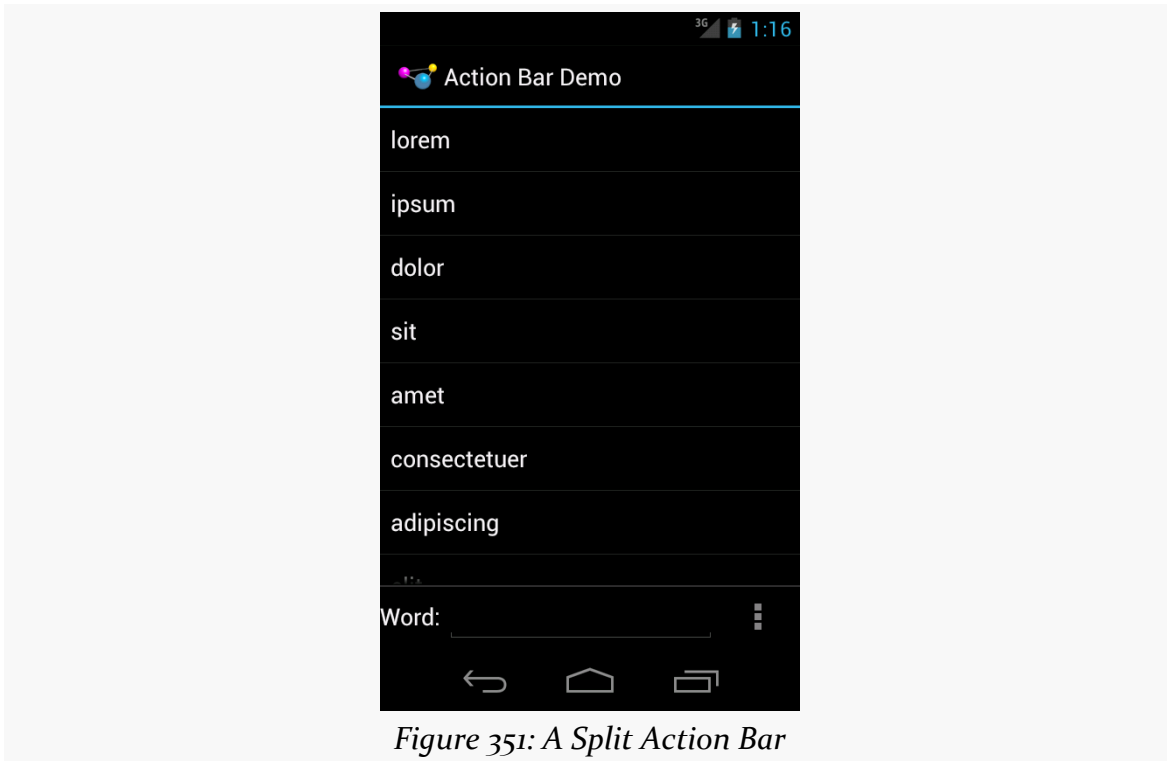 3G 1:16
Action Bar Demo
lorem
ipsum
dolor
sit
amet
consectetuer
adipiscing
Word:
Figure 351: A Split Action Bar